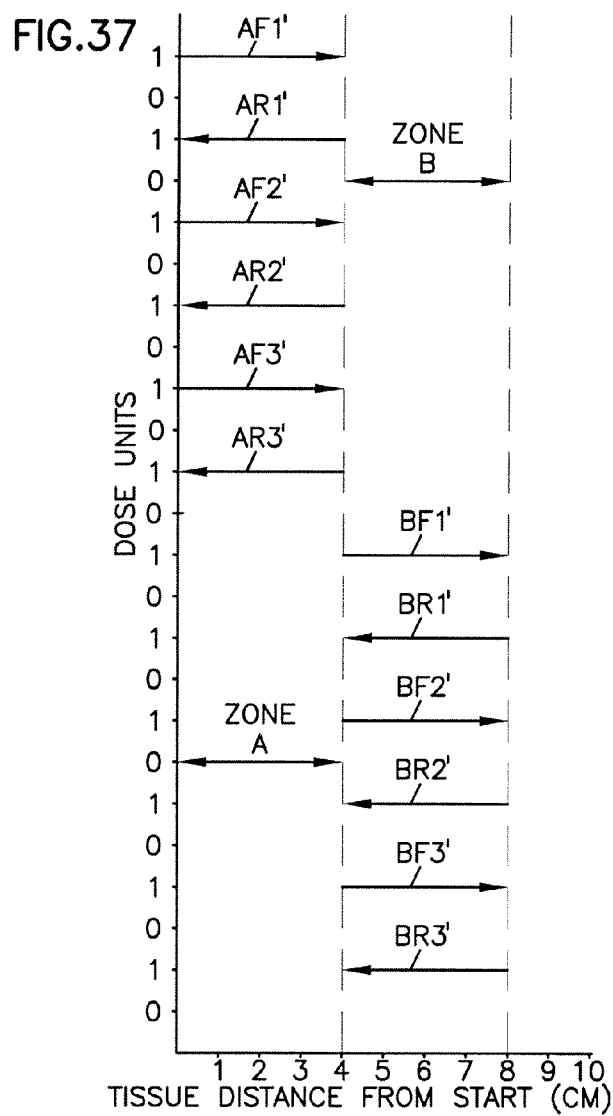 FIG.37
AF1'
1
0
AR1'
1
ZONE
B
0
AF2'
1
0
AR2'
1
0
AF3'
1
0
AR3'
1
DOSE UNITS
0
BF1'
1
0
BR1'
1
0
BF2'
1
ZONE
A
0
BR2'
1
0
BF3'
1
0
BR3'
1
0
1 2 3 4 5 6 7 8 9 10
TISSUE DISTANCE FROM START (CM)